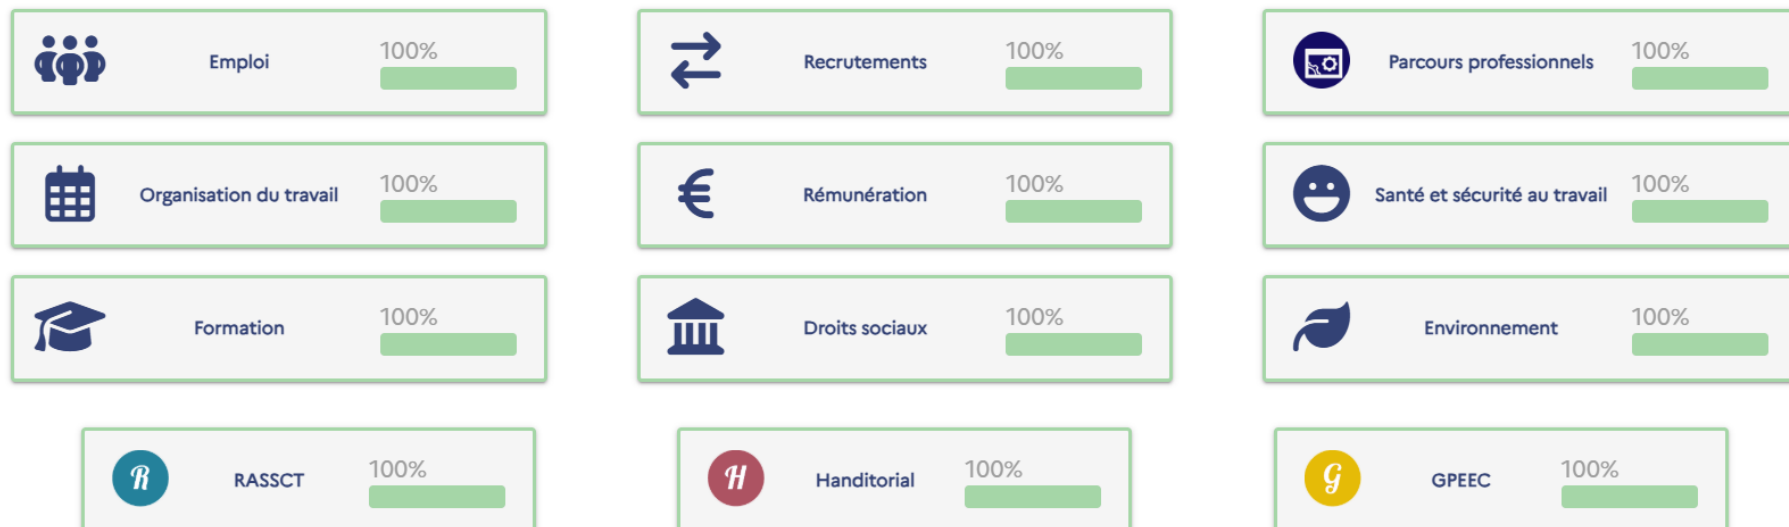 Emploi 100%
Recrutements 100%
Parcours professionnels 100%
Organisation du travail 100%
Rémunération 100%
Santé et sécurité au travail 100%
Formation 100%
Droits sociaux 100%
Environnement 100%
R RASSCT 100%
H Handitorial 100%
G GPEEC 100%